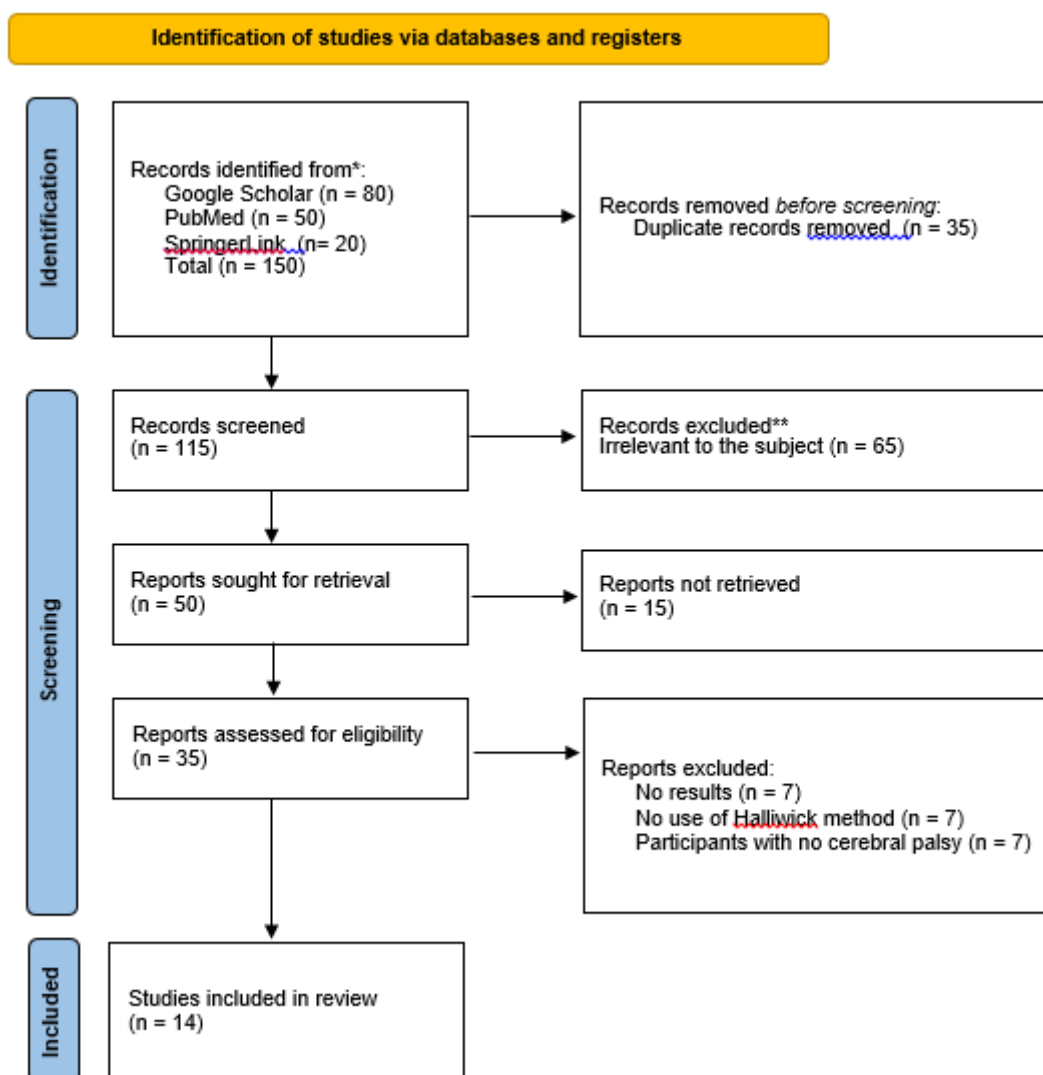 Identification of studies via databases and registers
Identification
Records identified from*:
Google Scholar (n = 80)
PubMed (n = 50)
SpringerLink (n= 20)
Total (n = 150)
Records removed before screening:
Duplicate records removed (n = 35)
Screening
Records screened
(n = 115)
Records excluded**
Irrelevant to the subject (n = 65)
Reports sought for retrieval
(n = 50)
Reports not retrieved
(n = 15)
Reports assessed for eligibility
(n = 35)
Reports excluded:
No results (n = 7)
No use of Halliwick method (n = 7)
Participants with no cerebral palsy (n = 7)
Included
Studies included in review
(n = 14)